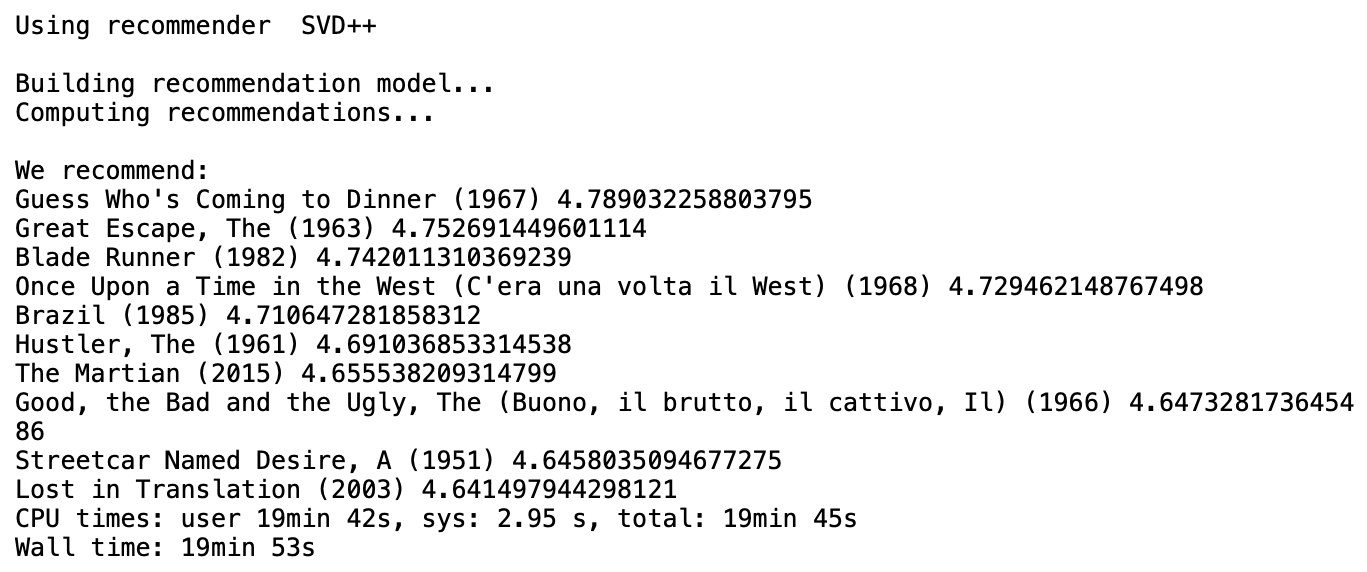 Using recommender  SVD++
Building recommendation model...
Computing recommendations...
We recommend:
Guess Who's Coming to Dinner (1967) 4.789032258803795
Great Escape, The (1963) 4.752691449601114
Blade Runner (1982) 4.742011310369239
Once Upon a Time in the West (C'era una volta il West) (1968) 4.729462148767498
Brazil (1985) 4.710647281858312
Hustler, The (1961) 4.691036853314538
The Martian (2015) 4.655538209314799
Good, the Bad and the Ugly, The (Buono, il brutto, il cattivo, Il) (1966) 4.6473281736454
86
Streetcar Named Desire, A (1951) 4.6458035094677275
Lost in Translation (2003) 4.641497944298121
CPU times: user 19min 42s, sys: 2.95 s, total: 19min 45s
Wall time: 19min 53s